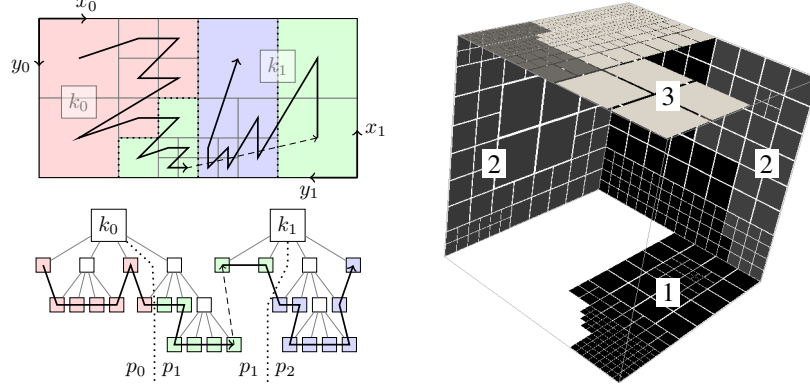 x₀
y₀
k₀
k₁
x₁
y₁
k₀
k₁
p₀ p₁
p₁ p₂
3
2
2
1